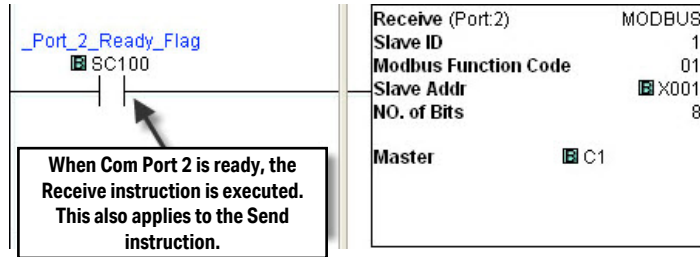 _Port_2_Ready_Flag
B SC100
When Com Port 2 is ready, the
Receive instruction is executed.
This also applies to the Send
instruction.
Receive (Port:2) MODBUS
Slave ID 1
Modbus Function Code 01
Slave Addr B X001
NO. of Bits 8
Master B C1